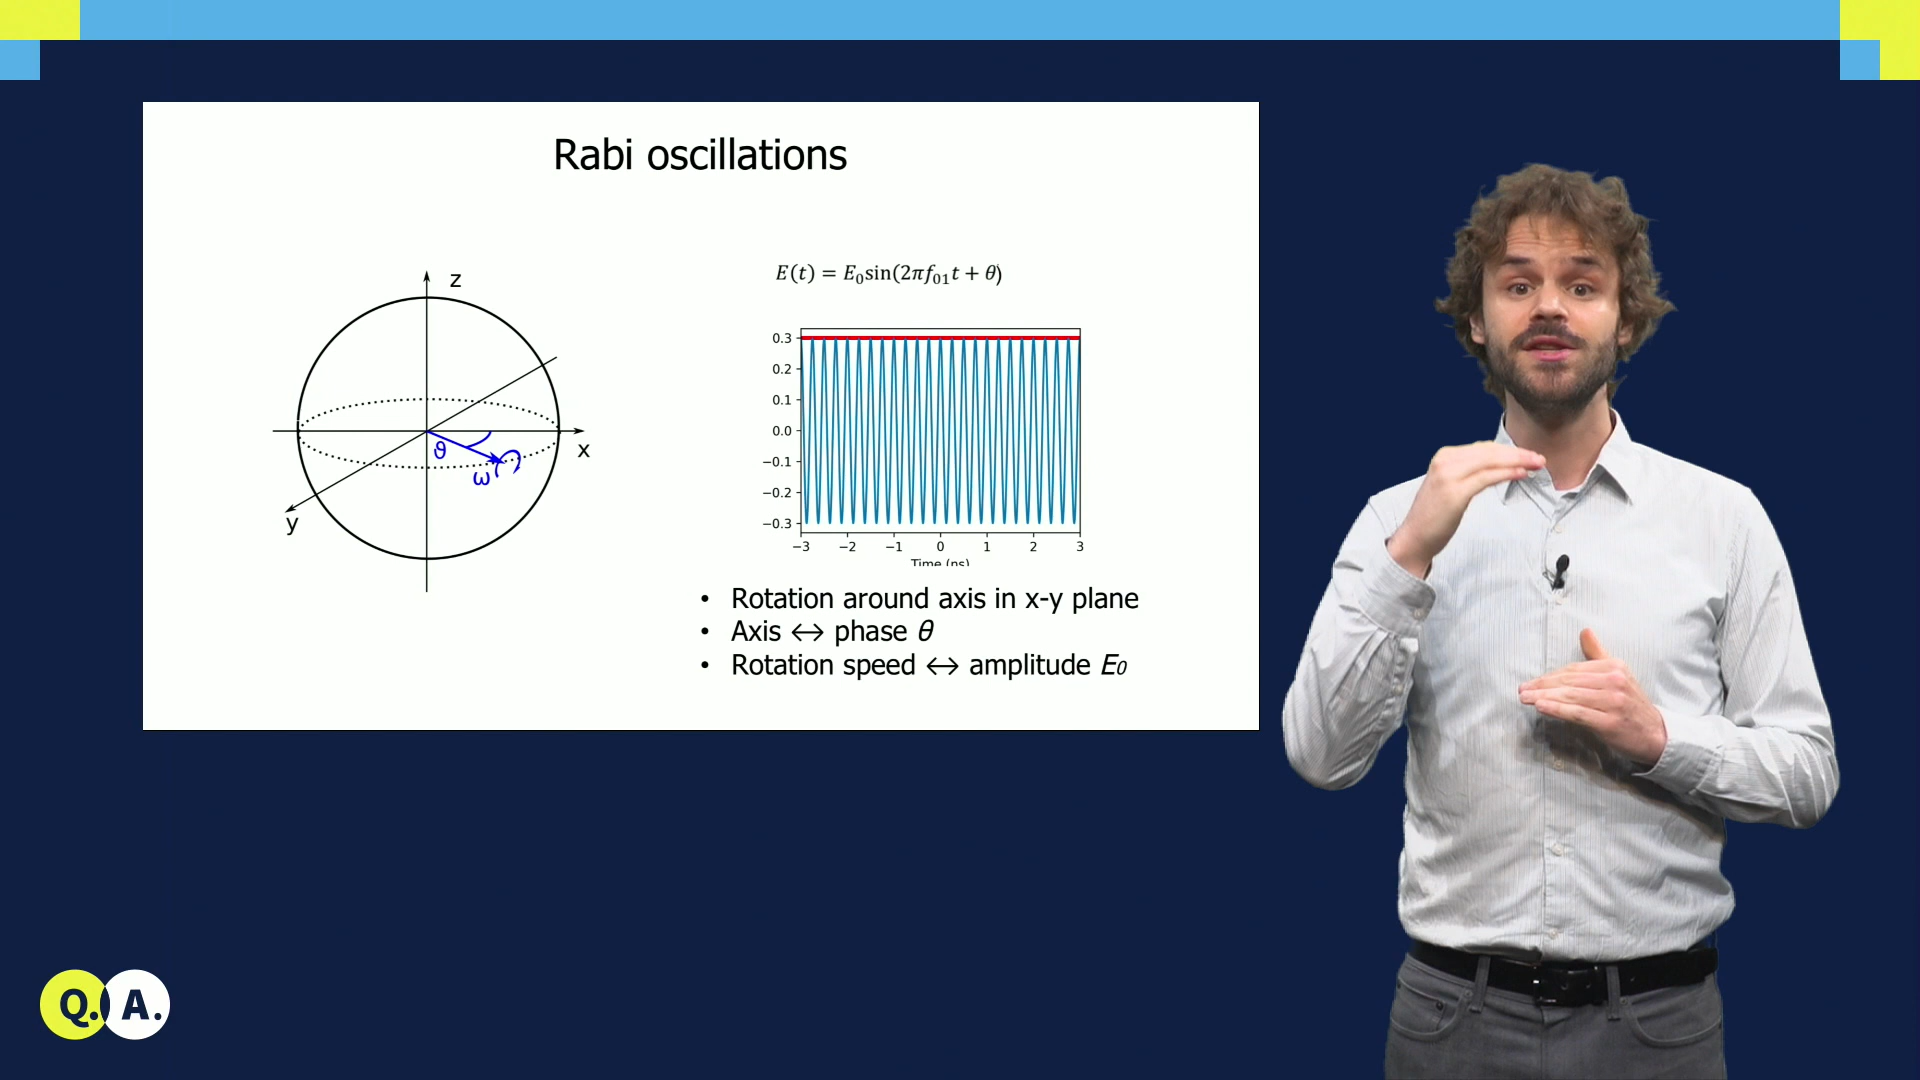 Rabi oscillations
z
x
y
ϑ
ω
E(t) = E₀sin(2πf₀₁t + θ)
0.3
0.2
0.1
0.0
−0.1
−0.2
−0.3
−3 −2 −1 0 1 2 3
Time (ns)
• Rotation around axis in x-y plane
• Axis ↔ phase θ
• Rotation speed ↔ amplitude E₀
Q. A.